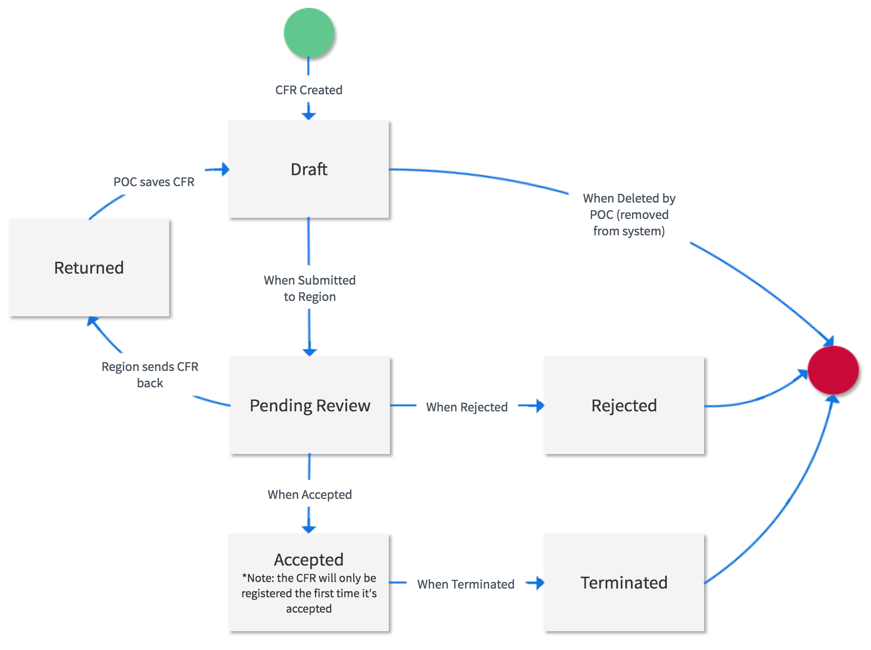 CFR Created
Draft
POC saves CFR
When Deleted by
POC (removed
from system)
Returned
When Submitted
to Region
Region sends CFR
back
Pending Review
When Rejected
Rejected
When Accepted
Accepted
*Note: the CFR will only be
registered the first time it's
accepted
When Terminated
Terminated